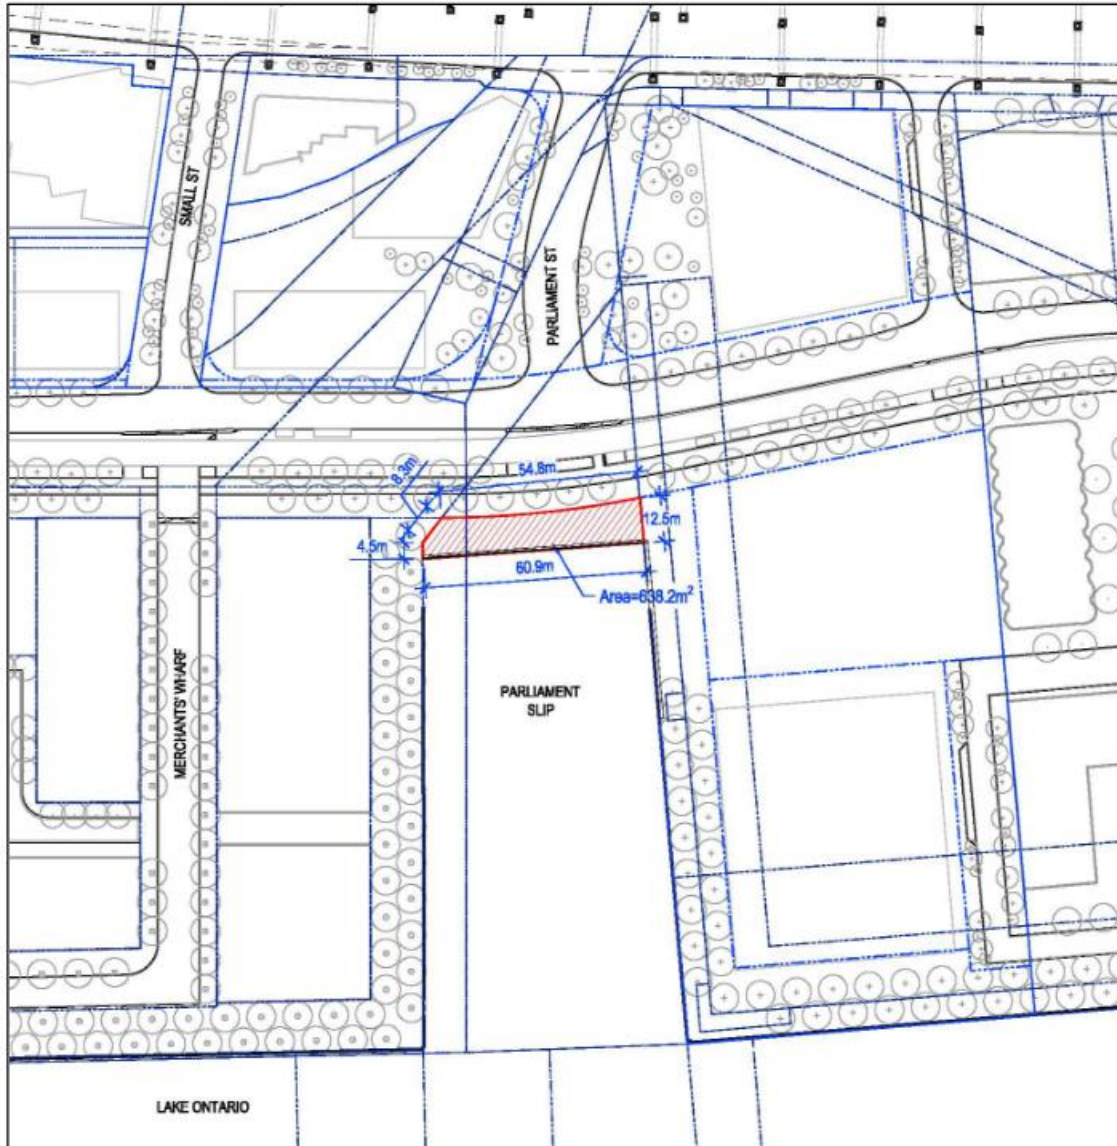 SMALL ST
PARLIAMENT ST
8.3m
54.8m
12.5m
4.5m
60.9m
Area=638.2m²
PARLIAMENT
SLIP
MERCHANTS' WHARF
LAKE ONTARIO